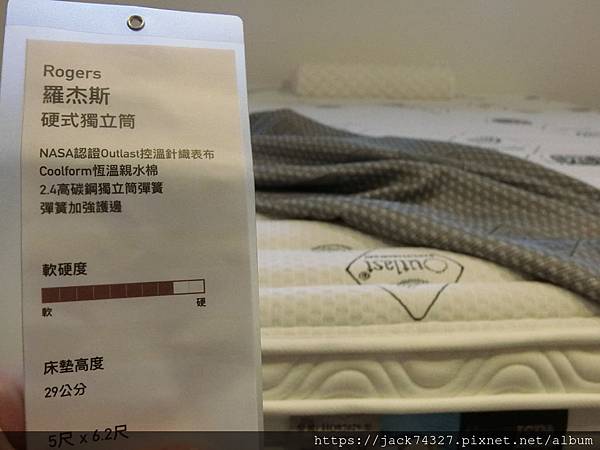 Rogers
羅杰斯
硬式獨立筒
NASA認證Outlast控溫針織表布
Coolform恆溫親水棉
2.4高碳鋼獨立筒彈簧
彈簧加強護邊
軟硬度
軟 硬
床墊高度
29公分
5尺 x 6.2尺
Outlast®
https://jack74327.pixnet.net/album